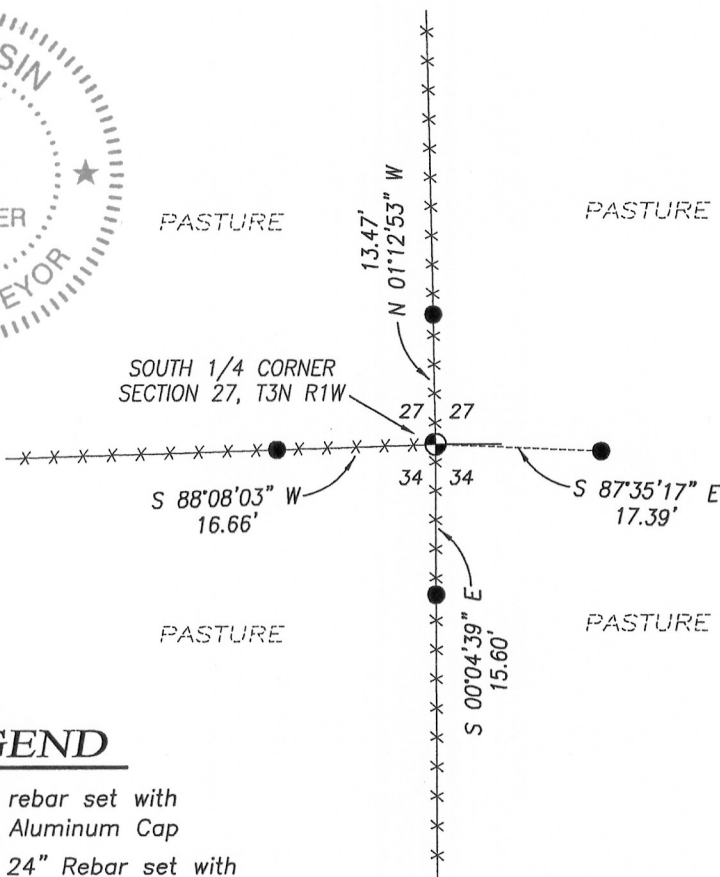 SIN
ER
EYOR
PASTURE
PASTURE
N 01°12'53" W
13.47'
SOUTH 1/4 CORNER
SECTION 27, T3N R1W
27 27
34 34
S 88°08'03" W
16.66'
S 87°35'17" E
17.39'
S 00°04'39" E
15.60'
PASTURE
PASTURE
GEND
rebar set with
Aluminum Cap
24" Rebar set with